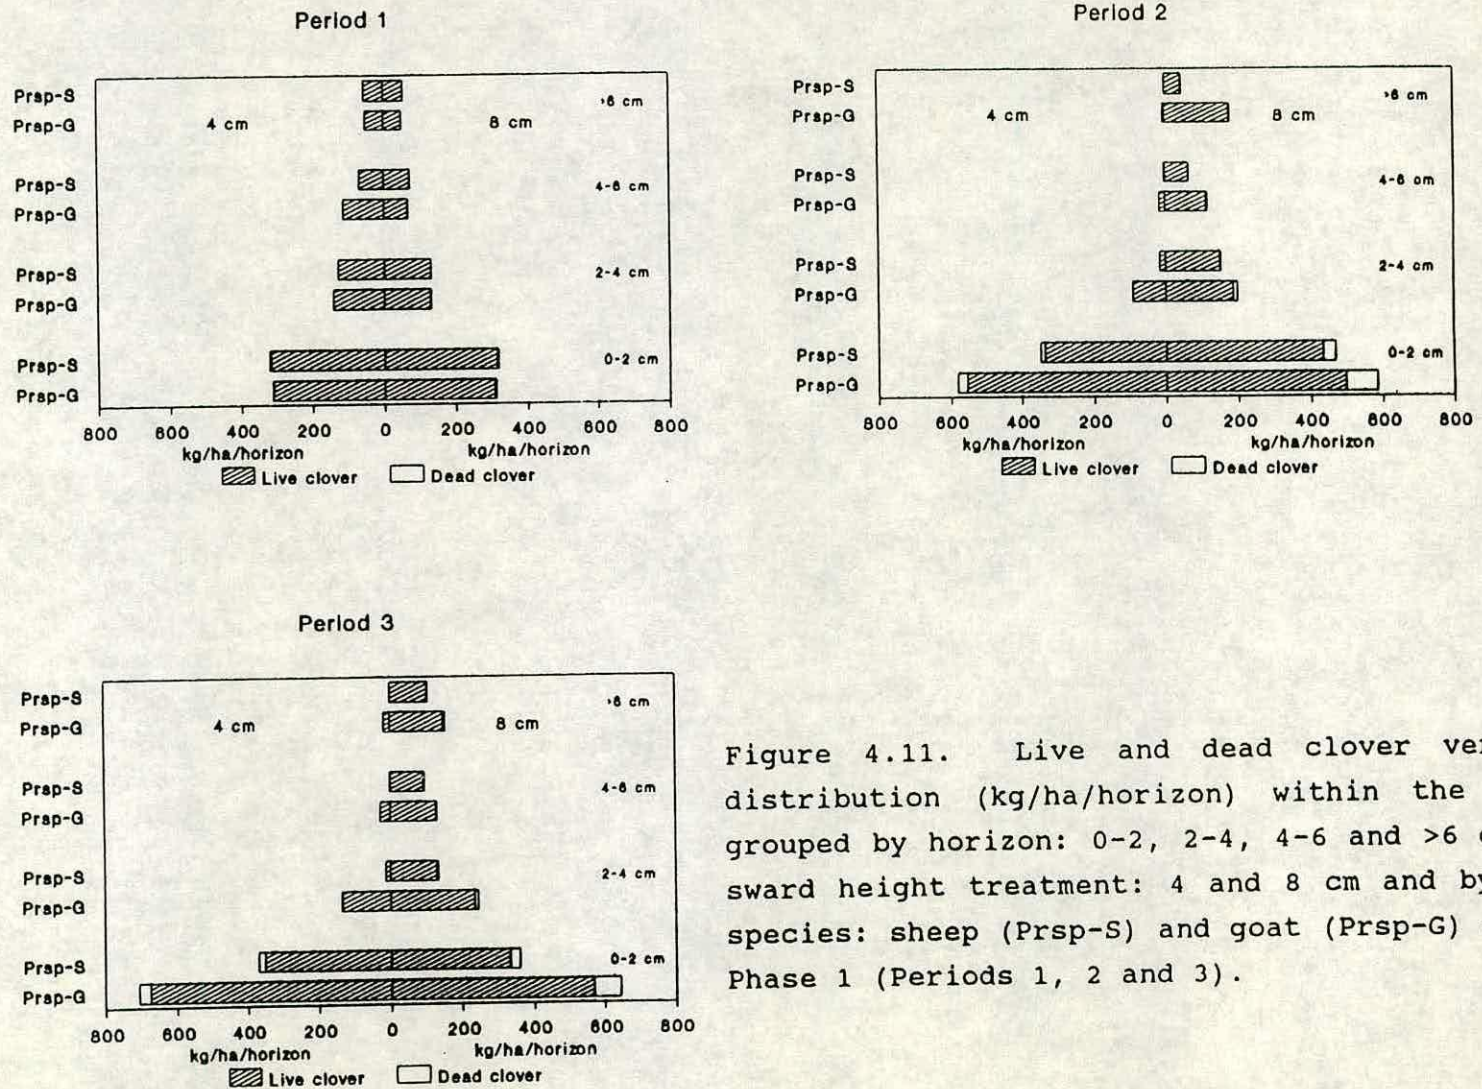 Period 1
Prsp-S
Prsp-G
4 cm
8 cm
>6 cm
Prsp-S
Prsp-G
4-6 cm
Prsp-S
Prsp-G
2-4 cm
Prsp-S
Prsp-G
0-2 cm
800 600 400 200 0 200 400 600 800
kg/ha/horizon kg/ha/horizon
Live clover Dead clover
Period 2
Prsp-S
Prsp-G
4 cm
8 cm
>6 cm
Prsp-S
Prsp-G
4-6 cm
Prsp-S
Prsp-G
2-4 cm
Prsp-S
Prsp-G
0-2 cm
800 600 400 200 0 200 400 600 800
kg/ha/horizon kg/ha/horizon
Live clover Dead clover
Period 3
Prsp-S
Prsp-G
4 cm
8 cm
>6 cm
Prsp-S
Prsp-G
4-6 cm
Prsp-S
Prsp-G
2-4 cm
Prsp-S
Prsp-G
0-2 cm
800 600 400 200 0 200 400 600 800
kg/ha/horizon kg/ha/horizon
Live clover Dead clover
Figure 4.11. Live and dead clover
distribution (kg/ha/horizon) within the
grouped by horizon: 0-2, 2-4, 4-6 and >6
sward height treatment: 4 and 8 cm and by
species: sheep (Prsp-S) and goat (Prsp-G)
Phase 1 (Periods 1, 2 and 3).